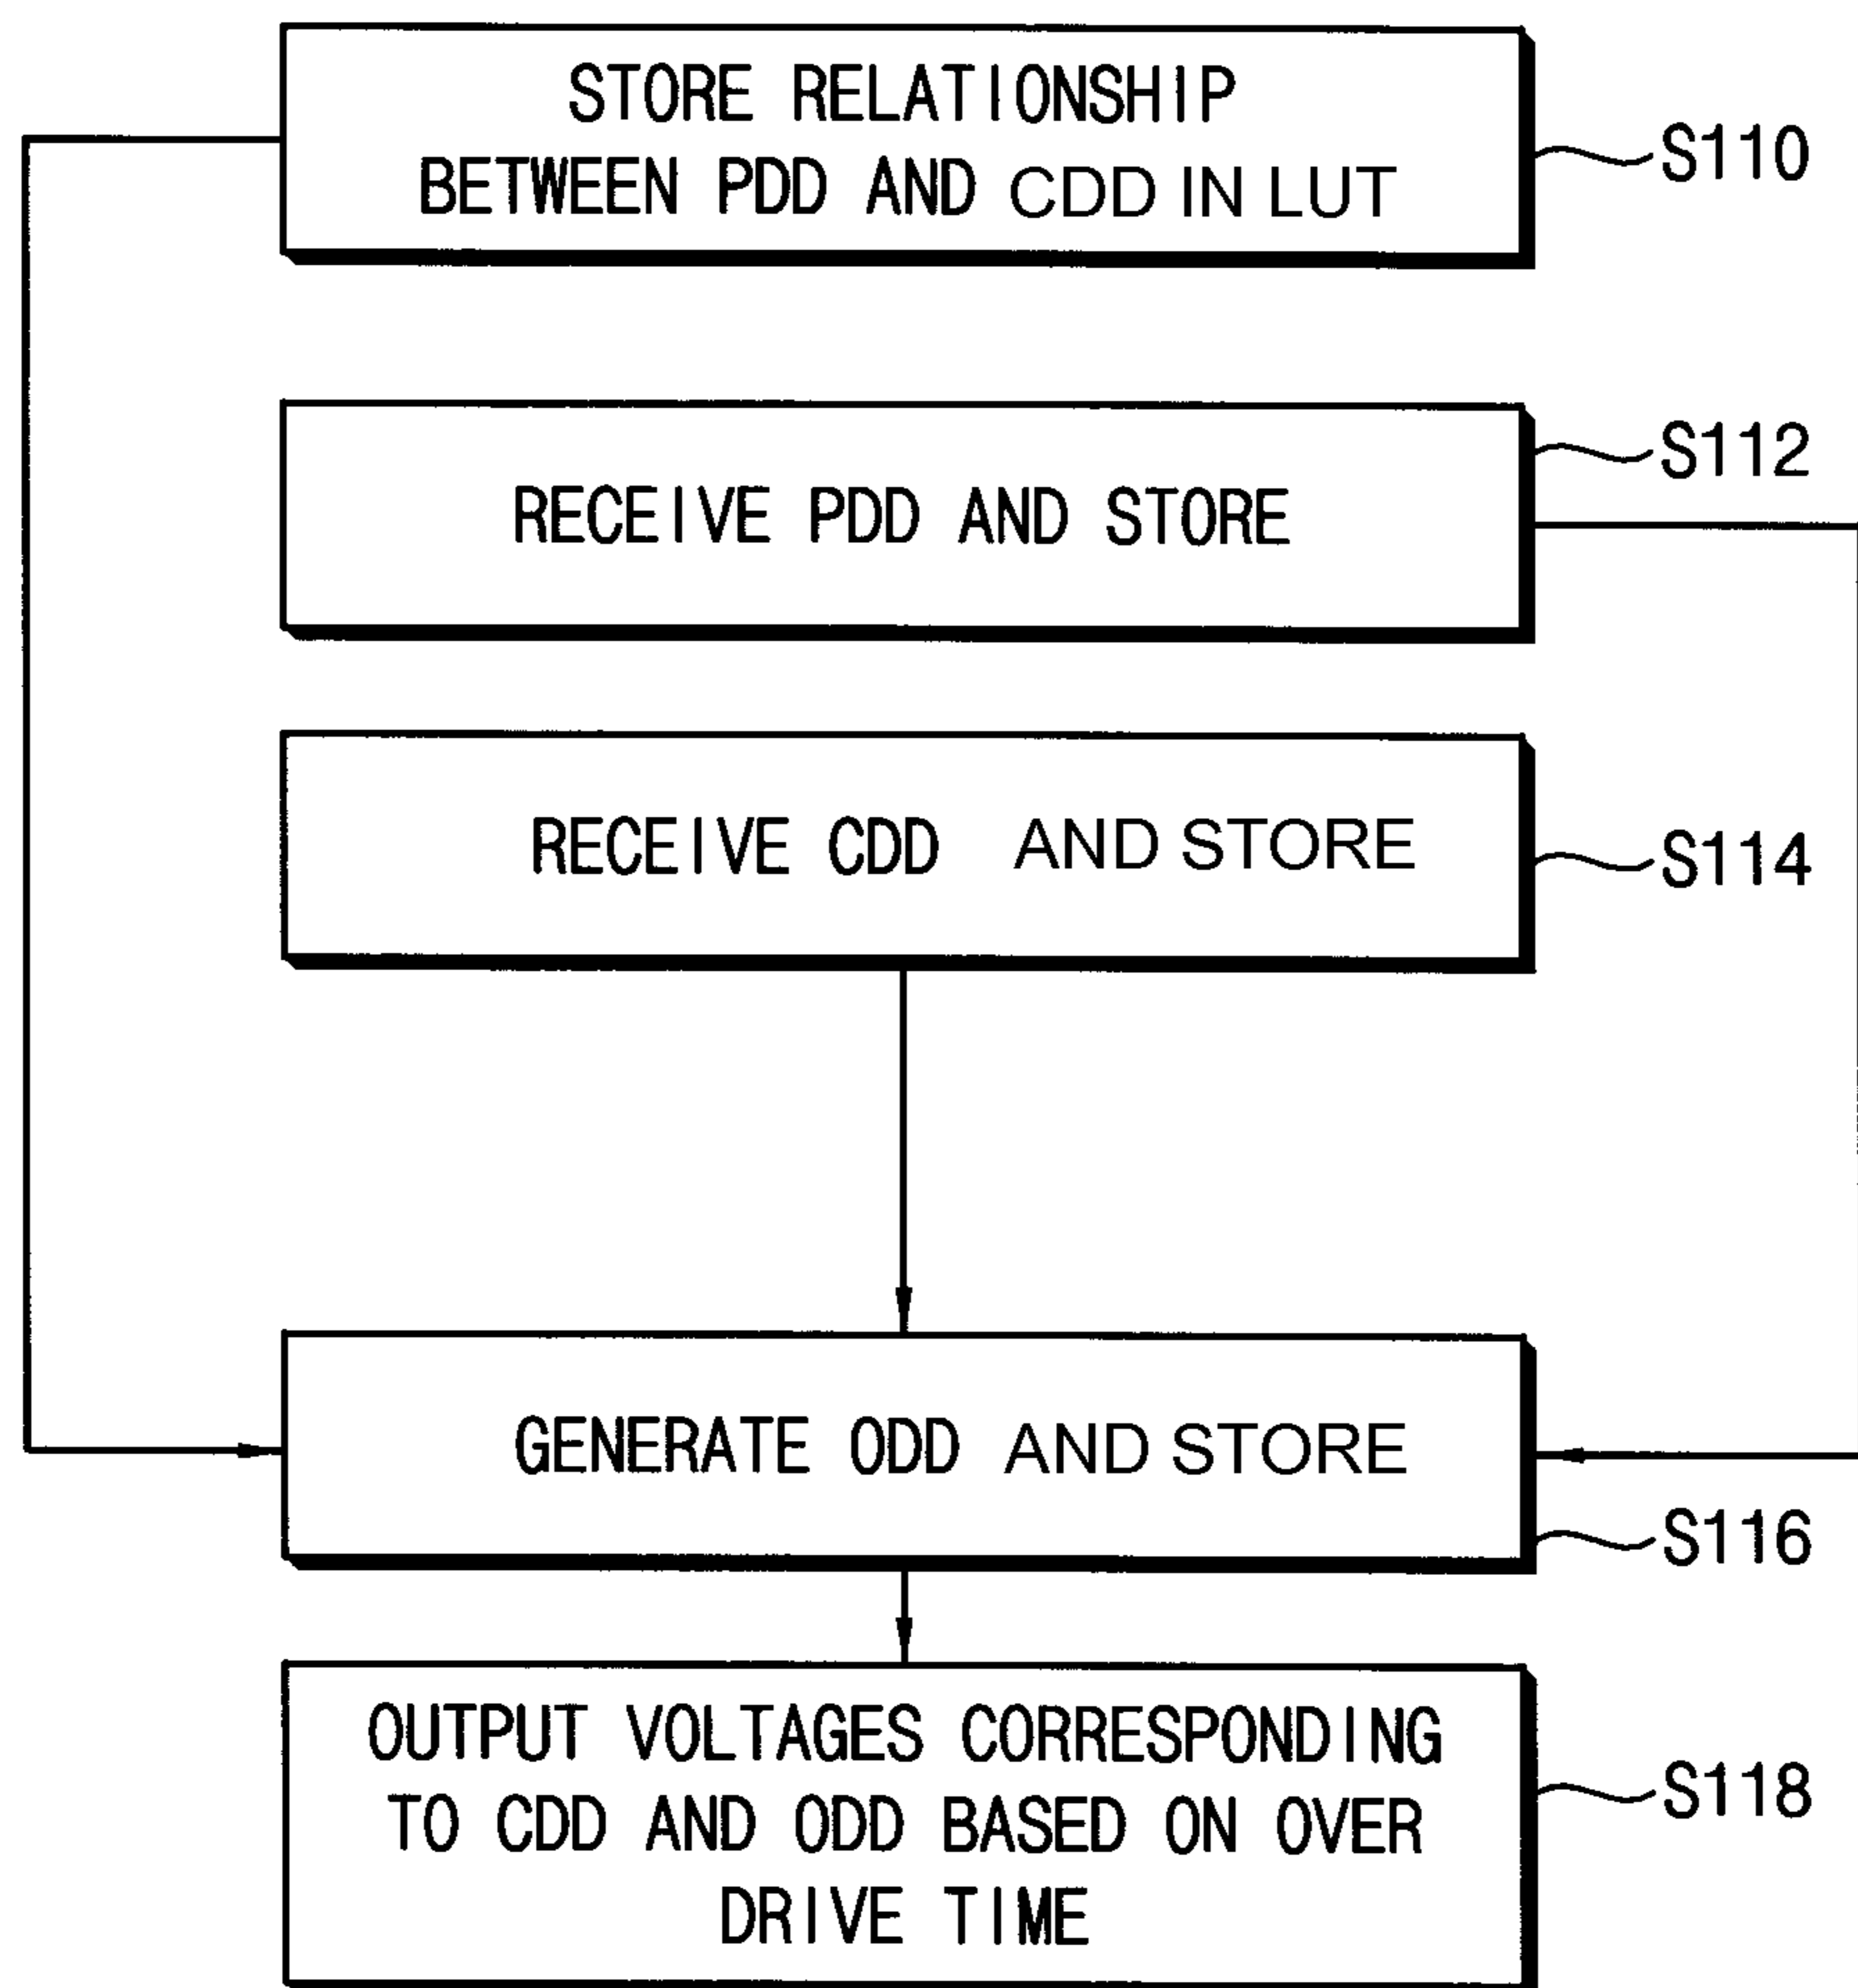 STORE RELATIONSHIP
BETWEEN PDD AND CDD IN LUT
S110
S112
RECEIVE PDD AND STORE
RECEIVE CDD AND STORE
S114
GENERATE ODD AND STORE
S116
OUTPUT VOLTAGES CORRESPONDING
TO CDD AND ODD BASED ON OVER
DRIVE TIME
S118